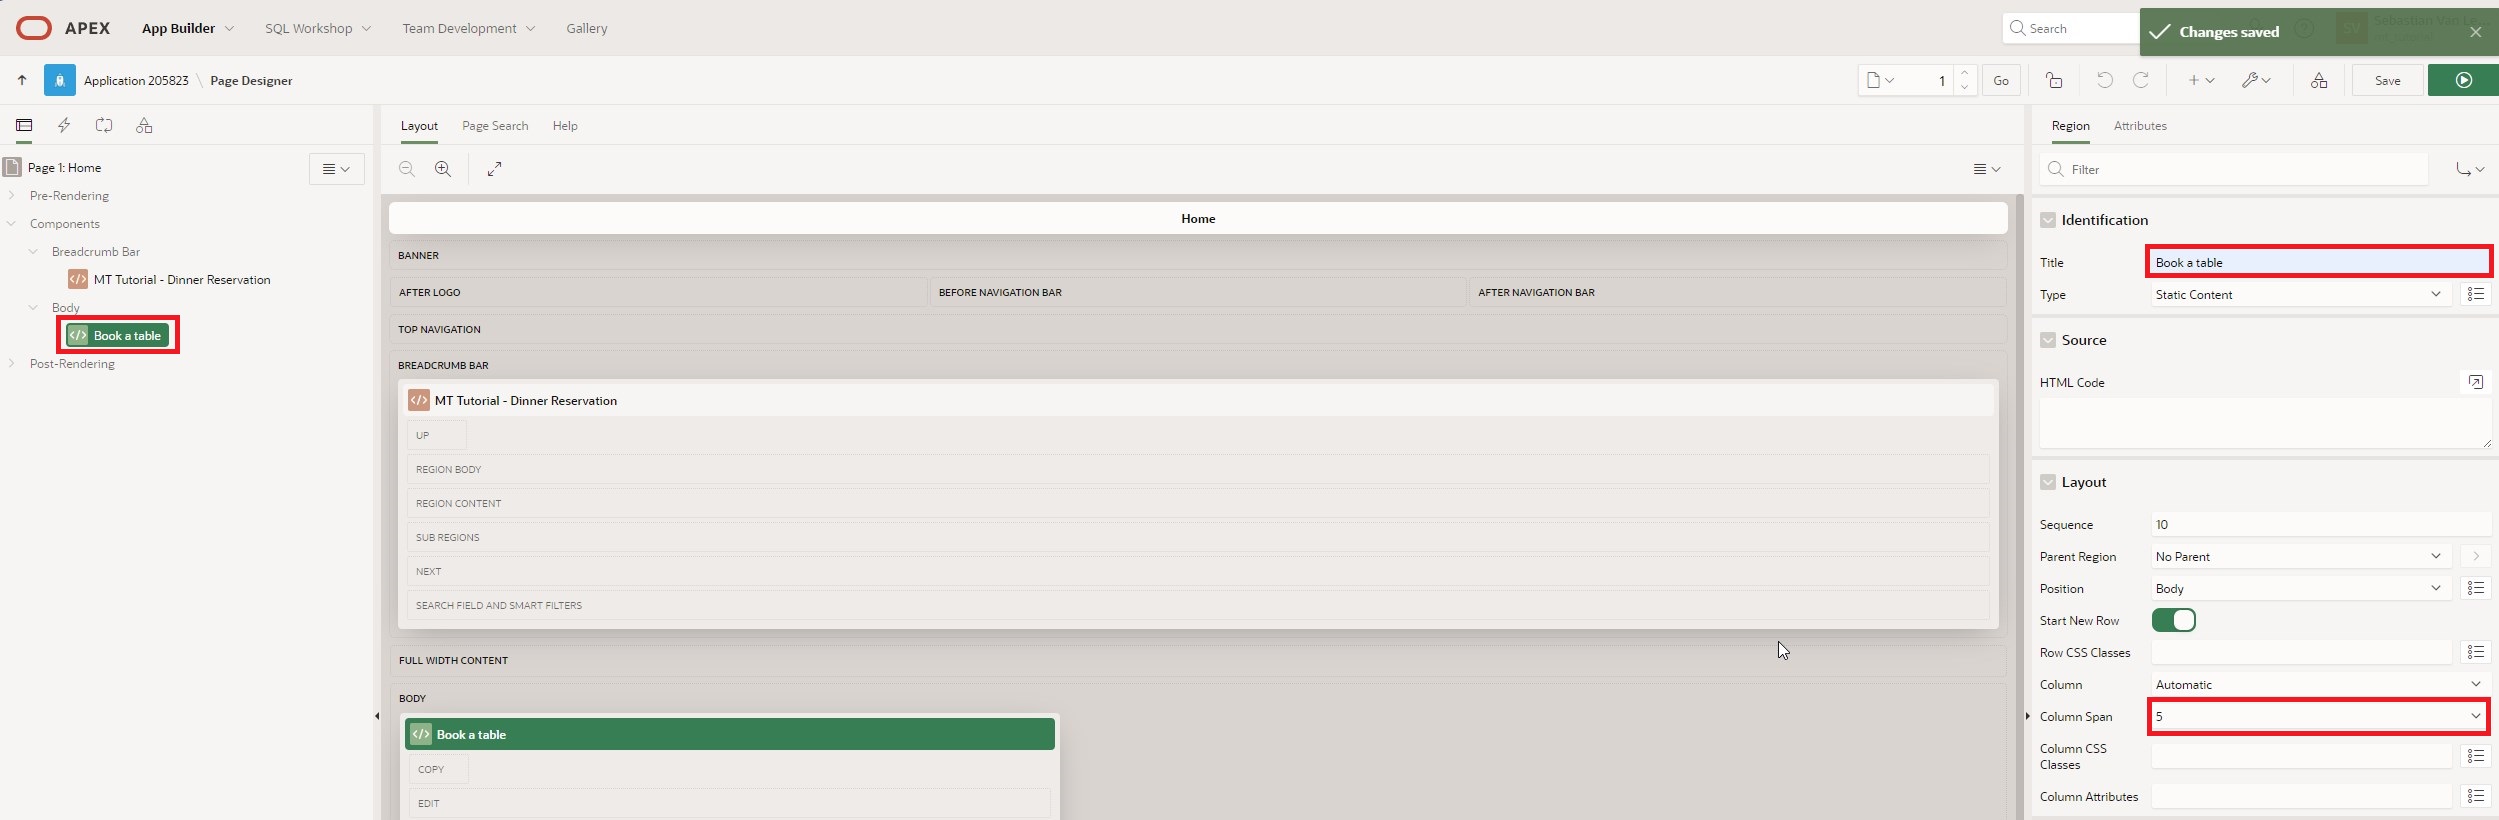 APEX App Builder SQL Workshop Team Development Gallery Search Changes saved
Application 205823 \ Page Designer 1 Go Save
Layout Page Search Help
Region Attributes
Page 1: Home
Filter
Pre-Rendering
Components
Breadcrumb Bar
MT Tutorial - Dinner Reservation
Body
Book a table
Post-Rendering
Home
BANNER
AFTER LOGO BEFORE NAVIGATION BAR AFTER NAVIGATION BAR
TOP NAVIGATION
BREADCRUMB BAR
MT Tutorial - Dinner Reservation
UP
REGION BODY
REGION CONTENT
SUB REGIONS
NEXT
SEARCH FIELD AND SMART FILTERS
FULL WIDTH CONTENT
BODY
Book a table
COPY
EDIT
Identification
Title Book a table
Type Static Content
Source
HTML Code
Layout
Sequence 10
Parent Region No Parent
Position Body
Start New Row
Row CSS Classes
Column Automatic
Column Span 5
Column CSS
Classes
Column Attributes